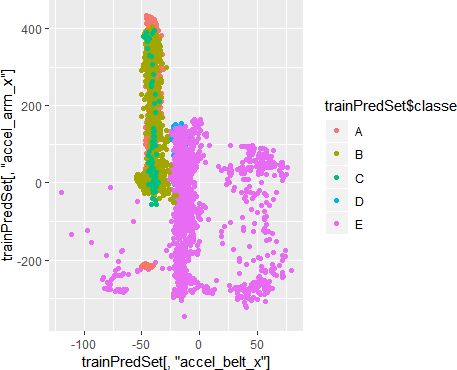 trainPredSet[, "accel_arm_x"]
400
200
0
-200
-100
-50
0
50
trainPredSet[, "accel_belt_x"]
trainPredSet$classe
A
B
C
D
E